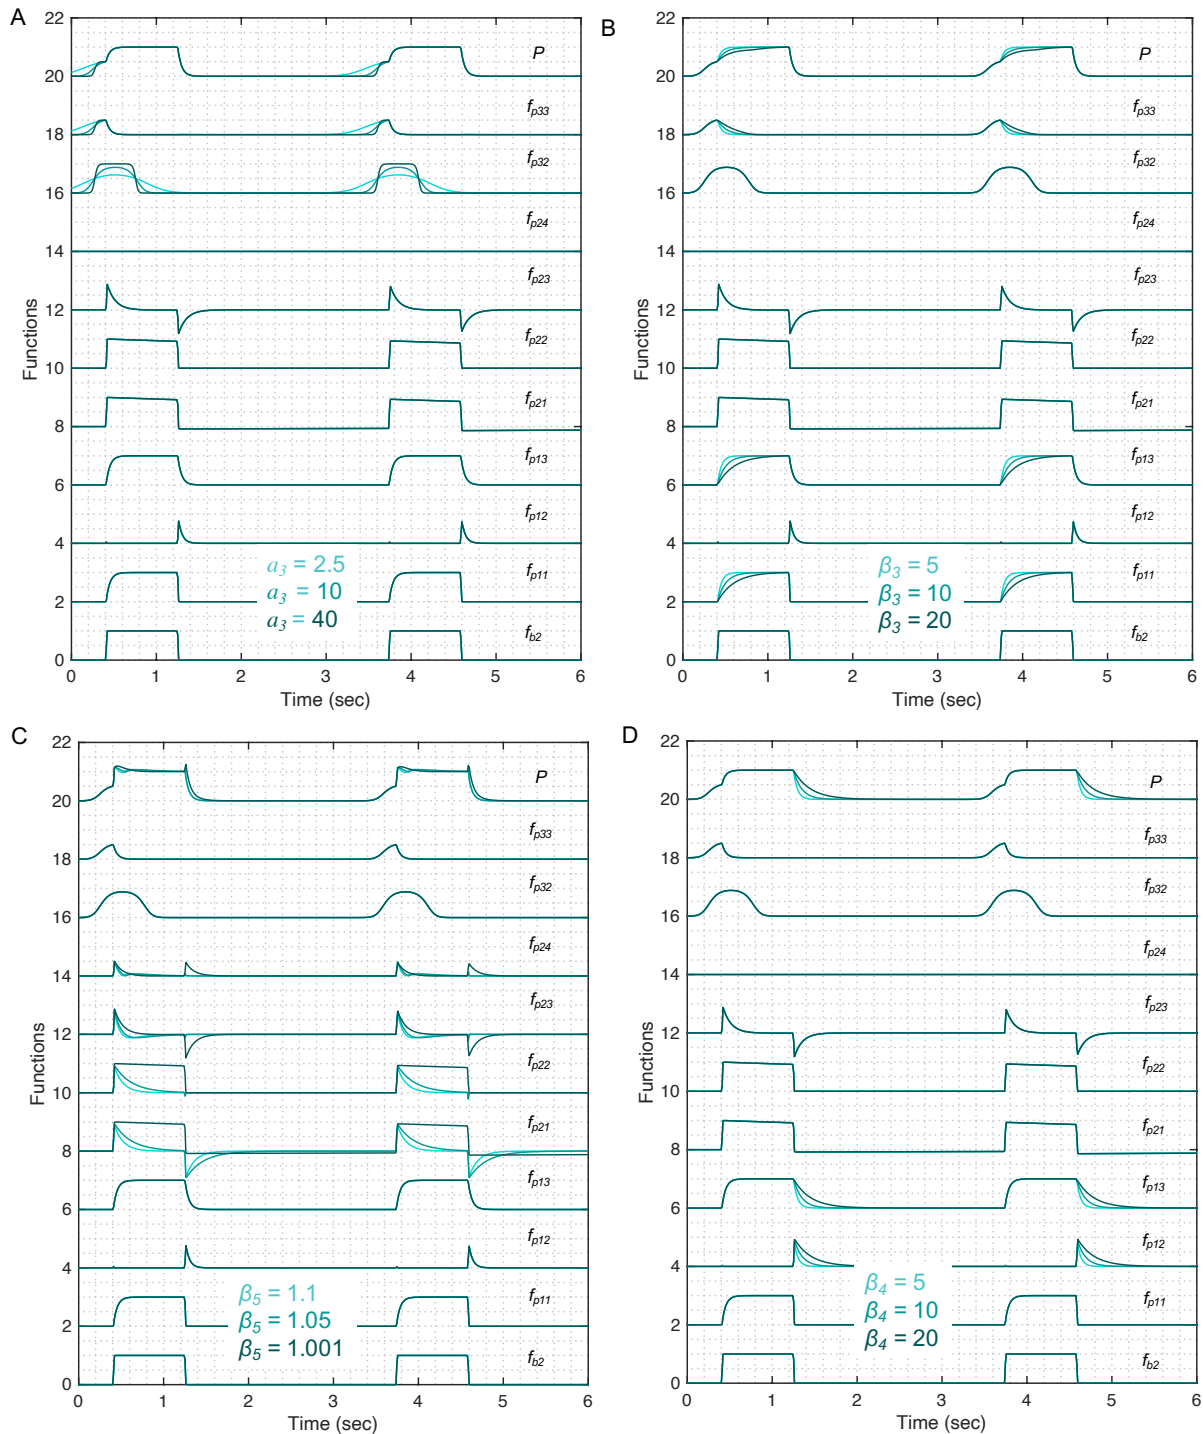 A
22
20
18
16
14
12
10
8
6
4
2
0
Functions
P
fp33
fp32
fp24
fp23
fp22
fp21
fp13
fp12
fp11
fb2
a3 = 2.5
a3 = 10
a3 = 40
0 1 2 3 4 5 6
Time (sec)
B
22
20
18
16
14
12
10
8
6
4
2
0
Functions
P
fp33
fp32
fp24
fp23
fp22
fp21
fp13
fp12
fp11
fb2
β3 = 5
β3 = 10
β3 = 20
0 1 2 3 4 5 6
Time (sec)
C
22
20
18
16
14
12
10
8
6
4
2
0
Functions
P
fp33
fp32
fp24
fp23
fp22
fp21
fp13
fp12
fp11
fb2
β5 = 1.1
β5 = 1.05
β5 = 1.001
0 1 2 3 4 5 6
Time (sec)
D
22
20
18
16
14
12
10
8
6
4
2
0
Functions
P
fp33
fp32
fp24
fp23
fp22
fp21
fp13
fp12
fp11
fb2
β4 = 5
β4 = 10
β4 = 20
0 1 2 3 4 5 6
Time (sec)